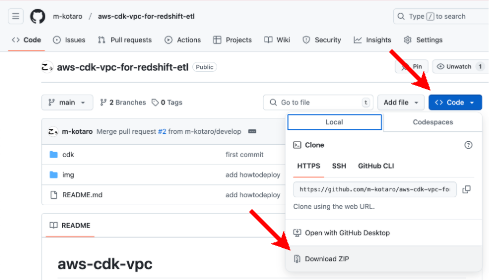 m-kotaro / aws-cdk-vpc-for-redshift-etl
Type / to search
Code Issues Pull requests Actions Projects Wiki Security Insights Settings
aws-cdk-vpc-for-redshift-etl Public
Pin Unwatch 1
main 2 Branches 0 Tags
Go to file t
Add file Code
m-kotaro Merge pull request #2 from m-kotaro/develop
cdk first commit
img add howtodeploy
README.md add howtodeploy
README
aws-cdk-vpc
Local Codespaces
Clone
HTTPS SSH GitHub CLI
https://github.com/m-kotaro/aws-cdk-vpc-fo
Clone using the web URL.
Open with GitHub Desktop
Download ZIP